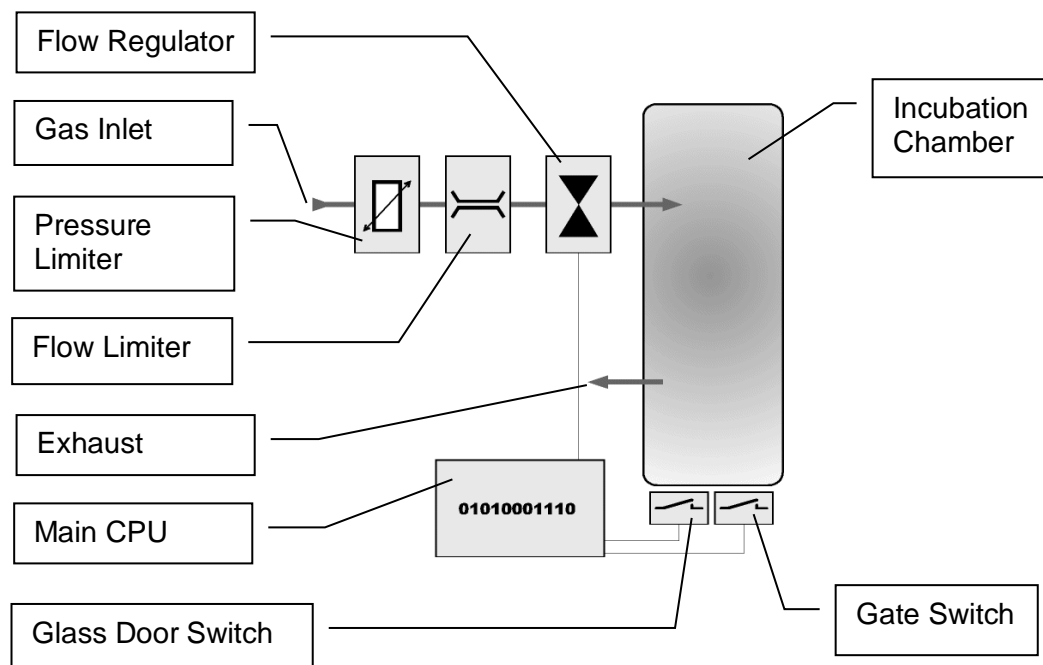 Flow Regulator
Gas Inlet
Incubation
Chamber
Pressure
Limiter
Flow Limiter
Exhaust
01010001110
Main CPU
Gate Switch
Glass Door Switch